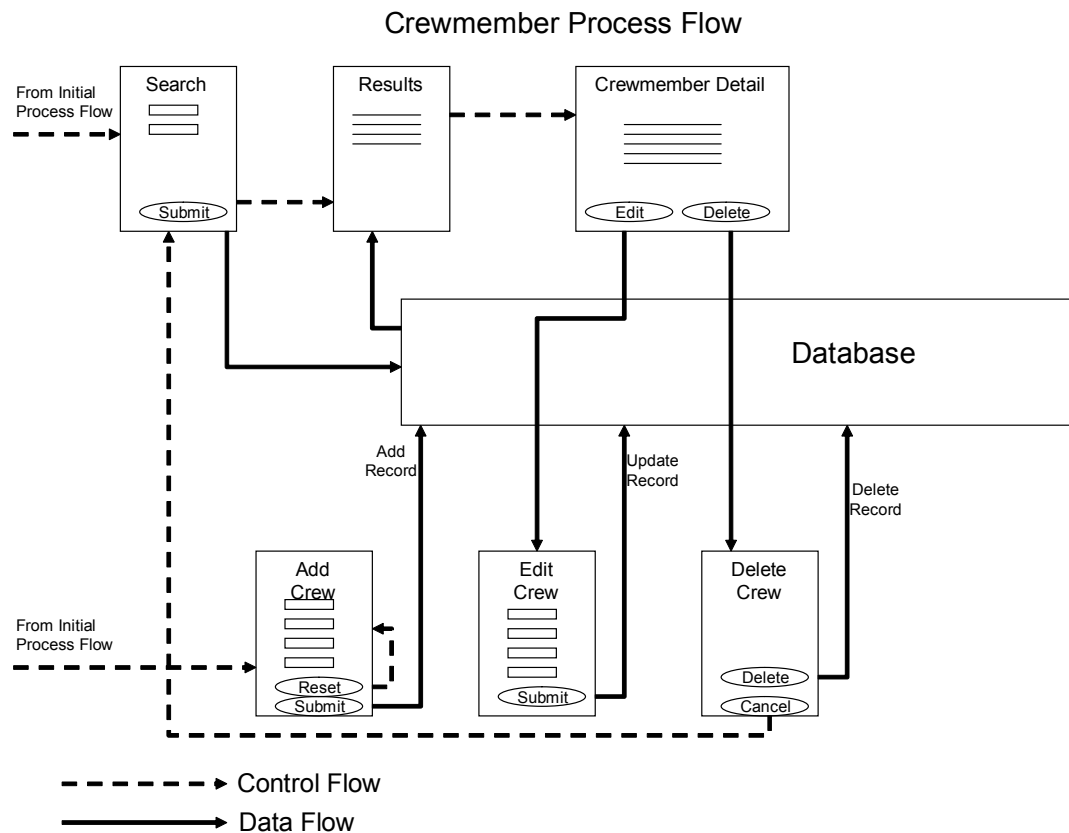 Crewmember Process Flow
Search
Results
Crewmember Detail
From Initial
Process Flow
Submit
Edit
Delete
Database
Add
Record
Update
Record
Delete
Record
Add
Crew
Edit
Crew
Delete
Crew
From Initial
Process Flow
Reset
Submit
Submit
Delete
Cancel
Control Flow
Data Flow